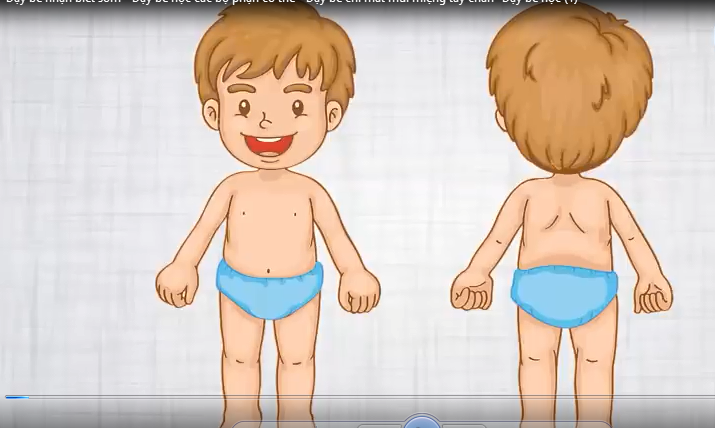 Dạy bé nhận biết sớm - Dạy bé học các bộ phận cơ thể - Dạy bé chỉ mắt mũi miệng tay chân- Dạy bé học (1)